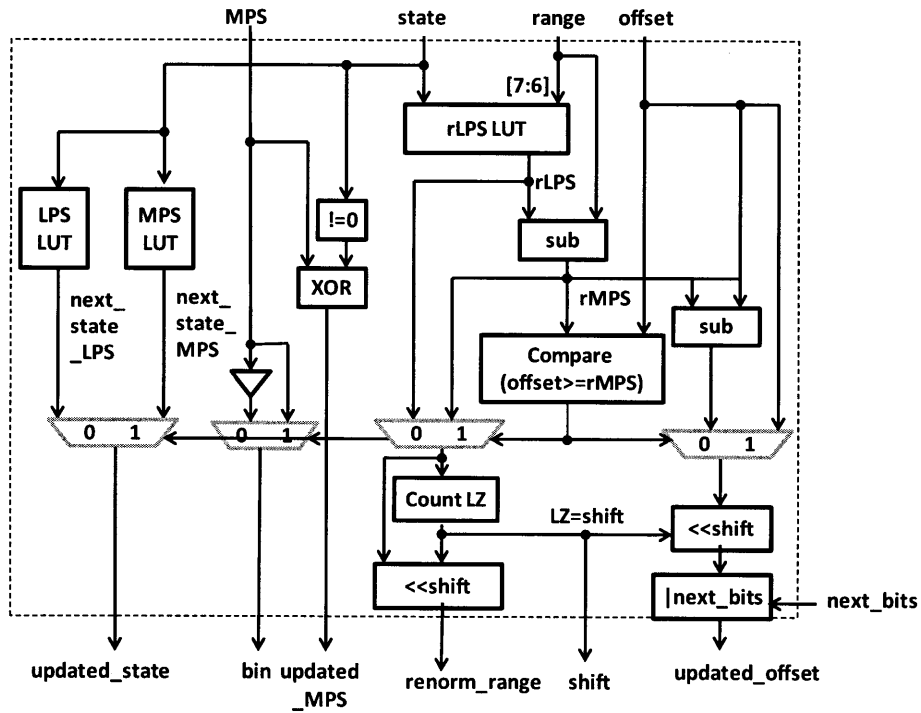 MPS state range offset
[7:6]
rLPS LUT
rLPS
LPS
LUT
MPS
LUT
!=0
sub
XOR
rMPS
next_
state
_LPS
next_
state_
MPS
sub
Compare
(offset>=rMPS)
0 1
0 1
0 1
0 1
Count LZ
LZ=shift
<<shift
<<shift
|next_bits
next_bits
updated_state
bin
updated
_MPS
renorm_range
shift
updated_offset